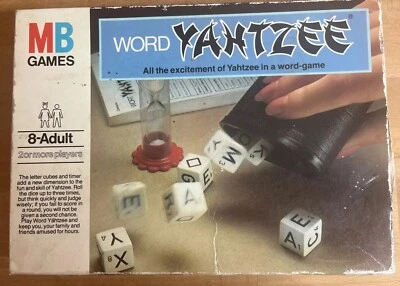 MB
GAMES
WORD YAHTZEE®
All the excitement of Yahtzee in a word-game
8-Adult
2 or more players
The letter cubes and timer
add a new dimension to the
fun and skill of Yahtzee. Roll
the dice up to three times,
but think quickly and judge
wisely; if you fail to score in
a round, you will not be
given a second chance.
Play Word Yahtzee and
keep you, your family and
friends amused for hours.
M
G
E
A
E
A
C
Y
X